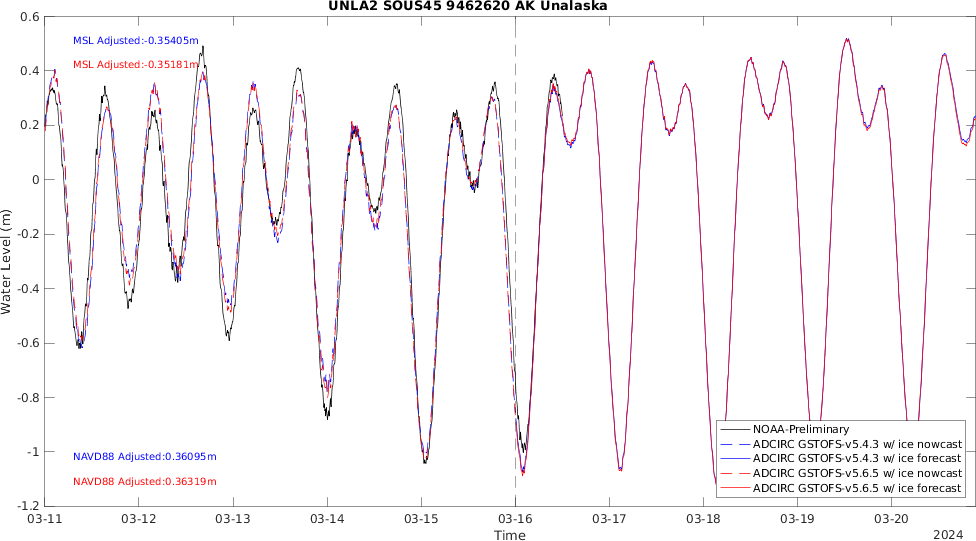 UNLA2 SOUS45 9462620 AK Unalaska
0.6
MSL Adjusted:-0.35405m
MSL Adjusted:-0.35181m
0.4
0.2
0
-0.2
-0.4
-0.6
-0.8
-1
-1.2
Water Level (m)
NAVD88 Adjusted:0.36095m
NAVD88 Adjusted:0.36319m
NOAA-Preliminary
ADCIRC GSTOFS-v5.4.3 w/ ice nowcast
ADCIRC GSTOFS-v5.4.3 w/ ice forecast
ADCIRC GSTOFS-v5.6.5 w/ ice nowcast
ADCIRC GSTOFS-v5.6.5 w/ ice forecast
03-11 03-12 03-13 03-14 03-15 03-16 03-17 03-18 03-19 03-20
Time
2024